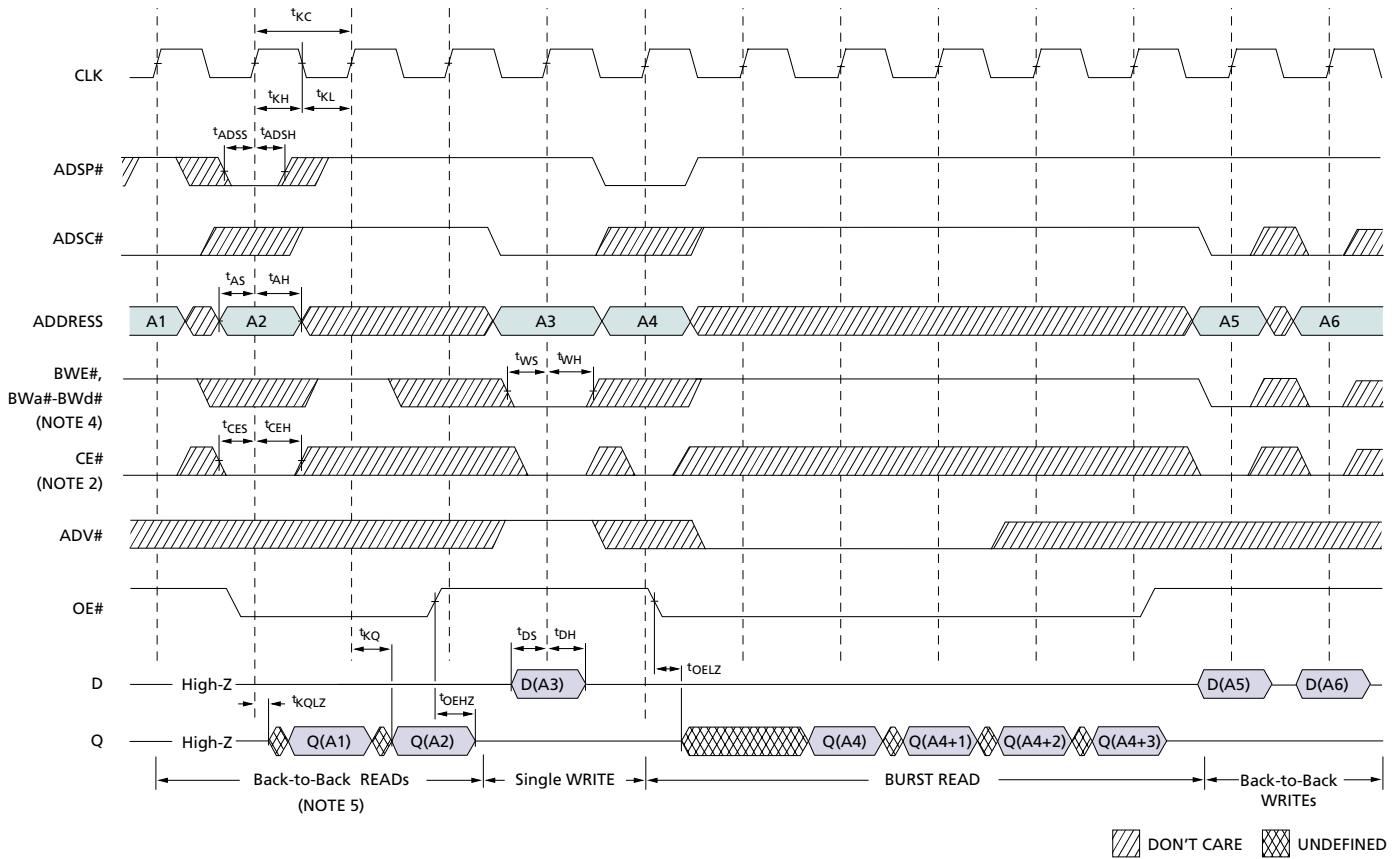 tKC
CLK
tKH tKL
tADSS tADSH
ADSP#
ADSC#
tAS tAH
ADDRESS A1 A2 A3 A4 A5 A6
BWE#,
BWa#-BWd#
(NOTE 4)
tWS tWH
tCES tCEH
CE#
(NOTE 2)
ADV#
OE#
tKQ tDS tDH
tOELZ
D High-Z D(A3) D(A5) D(A6)
tKQLZ tOEHZ
Q High-Z Q(A1) Q(A2) Q(A4) Q(A4+1) Q(A4+2) Q(A4+3)
Back-to-Back READs
(NOTE 5)
Single WRITE
BURST READ
Back-to-Back
WRITEs
DON'T CARE UNDEFINED